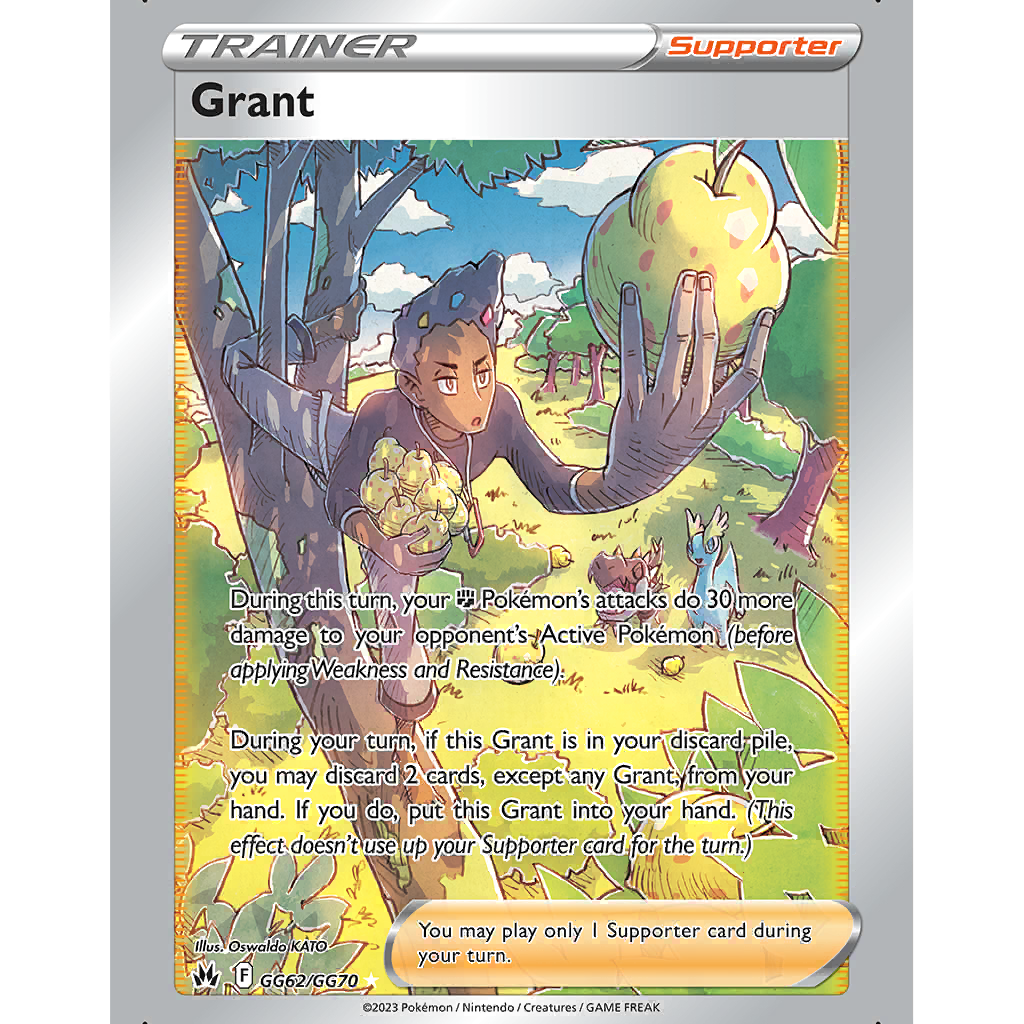 TRAINER
Supporter
Grant
During this turn, your Pokémon's attacks do 30 more
damage to your opponent's Active Pokémon (before
applying Weakness and Resistance).
During your turn, if this Grant is in your discard pile,
you may discard 2 cards, except any Grant, from your
hand. If you do, put this Grant into your hand. (This
effect doesn't use up your Supporter card for the turn.)
You may play only 1 Supporter card during
your turn.
Illus. Oswaldo KATO
F GG62/GG70
©2023 Pokémon / Nintendo / Creatures / GAME FREAK